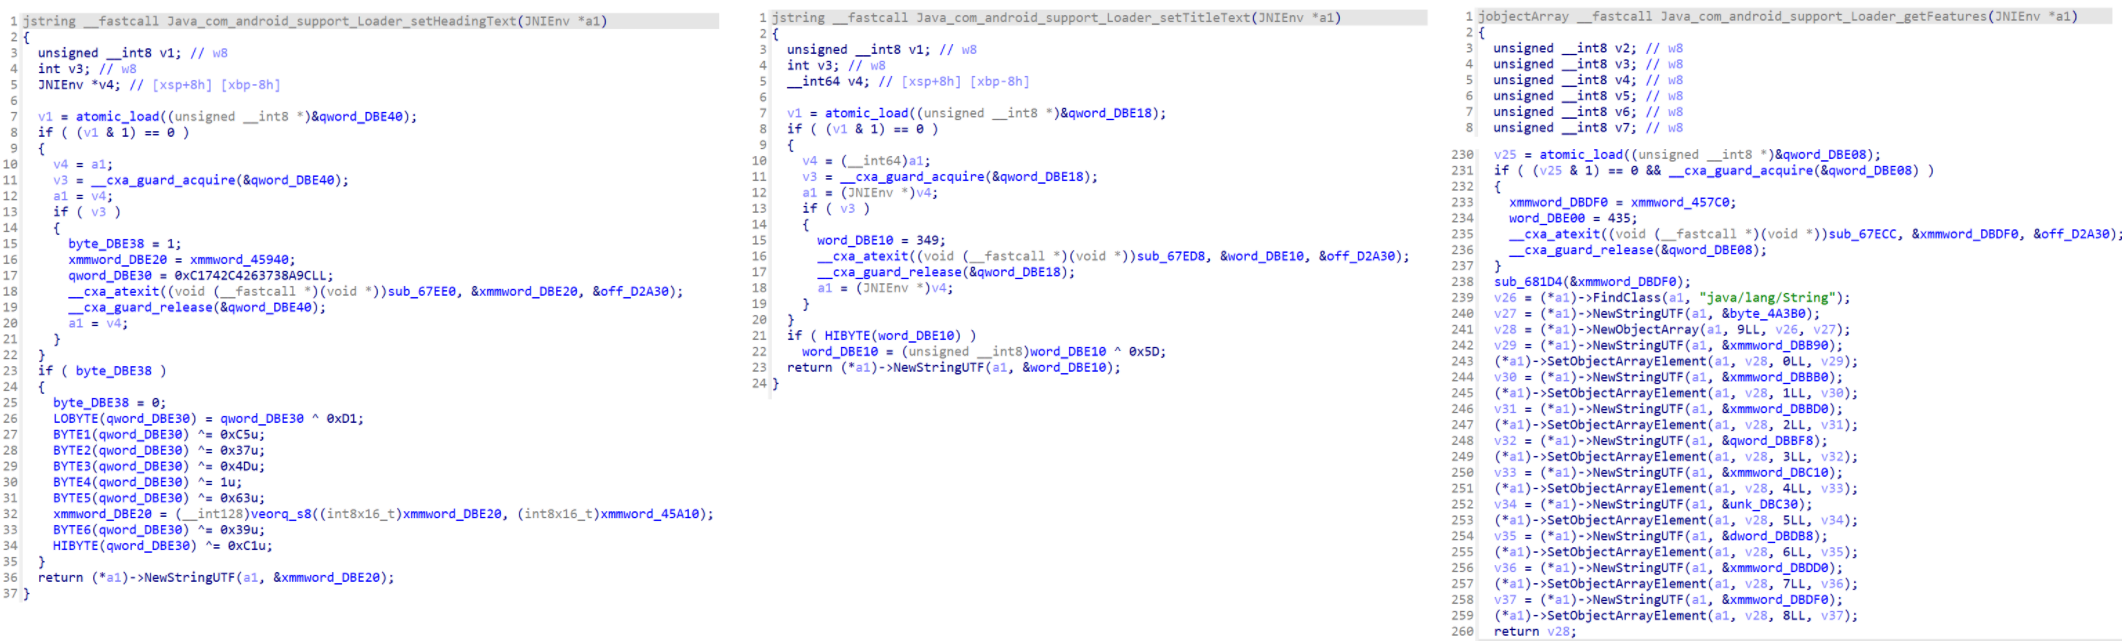 1 jstring __fastcall Java_com_android_support_Loader_setHeadingText(JNIEnv *a1)
2 {
3 unsigned __int8 v1; // w8
4 int v3; // w8
5 JNIEnv *v4; // [xsp+8h] [xbp-8h]
6
7 v1 = atomic_load((unsigned __int8 *)&qword_DBE40);
8 if ( (v1 & 1) == 0 )
9 {
10 v4 = a1;
11 v3 = __cxa_guard_acquire(&qword_DBE40);
12 a1 = v4;
13 if ( v3 )
14 {
15 byte_DBE38 = 1;
16 xmmword_DBE20 = xmmword_45940;
17 qword_DBE30 = 0xC1742C4263738A9CLL;
18 __cxa_atexit((void (__fastcall *)(void *))sub_67EE0, &xmmword_DBE20, &off_D2A30);
19 __cxa_guard_release(&qword_DBE40);
20 a1 = v4;
21 }
22 }
23 if ( byte_DBE38 )
24 {
25 byte_DBE38 = 0;
26 LOBYTE(qword_DBE30) = qword_DBE30 ^ 0xD1;
27 BYTE1(qword_DBE30) ^= 0xC5u;
28 BYTE2(qword_DBE30) ^= 0x37u;
29 BYTE3(qword_DBE30) ^= 0x4Du;
30 BYTE4(qword_DBE30) ^= 1u;
31 BYTE5(qword_DBE30) ^= 0x63u;
32 xmmword_DBE20 = (__int128)veorq_s8((int8x16_t)xmmword_DBE20, (int8x16_t)xmmword_45A10);
33 BYTE6(qword_DBE30) ^= 0x39u;
34 HIBYTE(qword_DBE30) ^= 0xC1u;
35 }
36 return (*a1)->NewStringUTF(a1, &xmmword_DBE20);
37 }
1 jstring __fastcall Java_com_android_support_Loader_setTitleText(JNIEnv *a1)
2 {
3 unsigned __int8 v1; // w8
4 int v3; // w8
5 __int64 v4; // [xsp+8h] [xbp-8h]
6
7 v1 = atomic_load((unsigned __int8 *)&qword_DBE18);
8 if ( (v1 & 1) == 0 )
9 {
10 v4 = (__int64)a1;
11 v3 = __cxa_guard_acquire(&qword_DBE18);
12 a1 = (JNIEnv *)v4;
13 if ( v3 )
14 {
15 word_DBE10 = 349;
16 __cxa_atexit((void (__fastcall *)(void *))sub_67ED8, &word_DBE10, &off_D2A30);
17 __cxa_guard_release(&qword_DBE18);
18 a1 = (JNIEnv *)v4;
19 }
20 }
21 if ( HIBYTE(word_DBE10) )
22 word_DBE10 = (unsigned __int8)word_DBE10 ^ 0x5D;
23 return (*a1)->NewStringUTF(a1, &word_DBE10);
24 }
1 jobjectArray __fastcall Java_com_android_support_Loader_getFeatures(JNIEnv *a1)
2 {
3 unsigned __int8 v2; // w8
4 unsigned __int8 v3; // w8
5 unsigned __int8 v4; // w8
6 unsigned __int8 v5; // w8
7 unsigned __int8 v6; // w8
8 unsigned __int8 v7; // w8
230 v25 = atomic_load((unsigned __int8 *)&qword_DBE08);
231 if ( (v25 & 1) == 0 && __cxa_guard_acquire(&qword_DBE08) )
232 {
233 xmmword_DBDF0 = xmmword_457C0;
234 word_DBE00 = 435;
235 __cxa_atexit((void (__fastcall *)(void *))sub_67ECC, &xmmword_DBDF0, &off_D2A30);
236 __cxa_guard_release(&qword_DBE08);
237 }
238 sub_681D4(&xmmword_DBDF0);
239 v26 = (*a1)->FindClass(a1, "java/lang/String");
240 v27 = (*a1)->NewStringUTF(a1, &byte_4A3B0);
241 v28 = (*a1)->NewObjectArray(a1, 9LL, v26, v27);
242 v29 = (*a1)->NewStringUTF(a1, &xmmword_DBB90);
243 (*a1)->SetObjectArrayElement(a1, v28, 0LL, v29);
244 v30 = (*a1)->NewStringUTF(a1, &xmmword_DBBB0);
245 (*a1)->SetObjectArrayElement(a1, v28, 1LL, v30);
246 v31 = (*a1)->NewStringUTF(a1, &xmmword_DBBD0);
247 (*a1)->SetObjectArrayElement(a1, v28, 2LL, v31);
248 v32 = (*a1)->NewStringUTF(a1, &qword_DBBF8);
249 (*a1)->SetObjectArrayElement(a1, v28, 3LL, v32);
250 v33 = (*a1)->NewStringUTF(a1, &xmmword_DBC10);
251 (*a1)->SetObjectArrayElement(a1, v28, 4LL, v33);
252 v34 = (*a1)->NewStringUTF(a1, &unk_DBC30);
253 (*a1)->SetObjectArrayElement(a1, v28, 5LL, v34);
254 v35 = (*a1)->NewStringUTF(a1, &dword_DBDB8);
255 (*a1)->SetObjectArrayElement(a1, v28, 6LL, v35);
256 v36 = (*a1)->NewStringUTF(a1, &xmmword_DBDD0);
257 (*a1)->SetObjectArrayElement(a1, v28, 7LL, v36);
258 v37 = (*a1)->NewStringUTF(a1, &xmmword_DBDF0);
259 (*a1)->SetObjectArrayElement(a1, v28, 8LL, v37);
260 return v28;